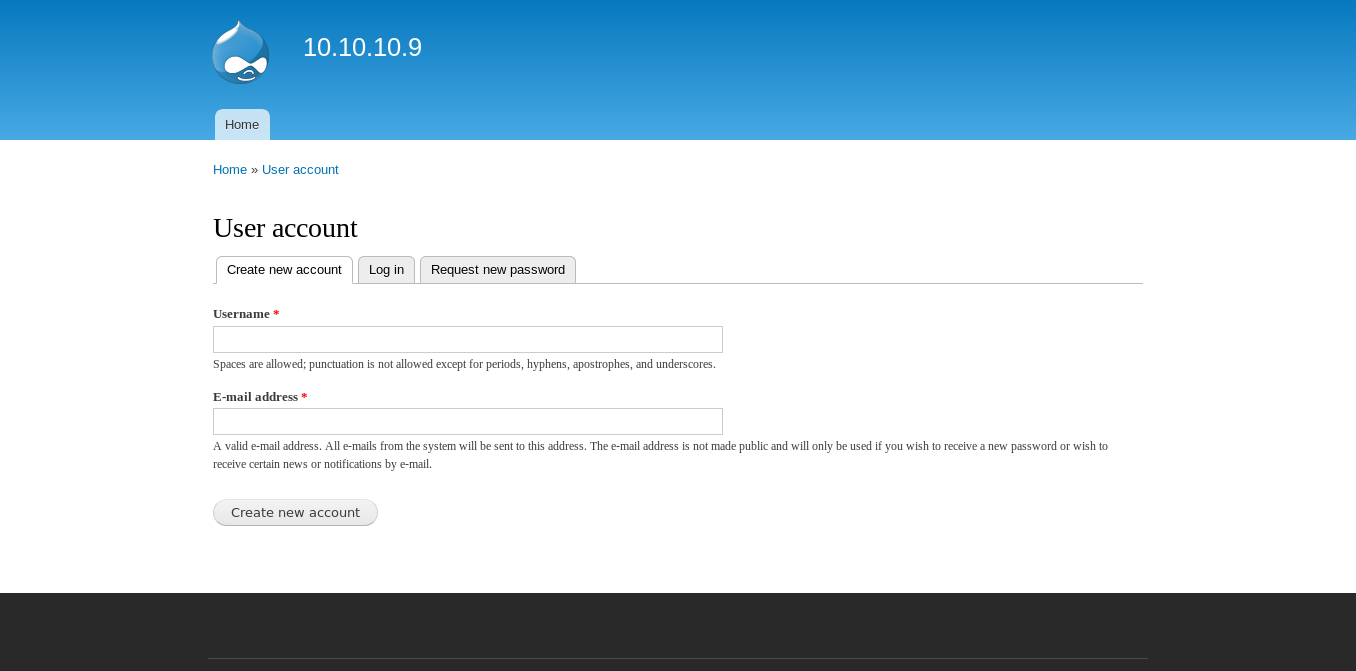 10.10.10.9
Home
Home » User account
User account
Create new account Log in Request new password
Username *
Spaces are allowed; punctuation is not allowed except for periods, hyphens, apostrophes, and underscores.
E-mail address *
A valid e-mail address. All e-mails from the system will be sent to this address. The e-mail address is not made public and will only be used if you wish to receive a new password or wish to
receive certain news or notifications by e-mail.
Create new account